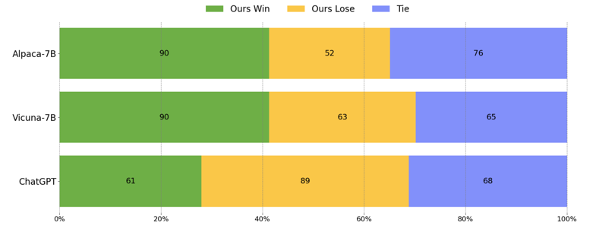 Ours Win Ours Lose Tie
Alpaca-7B 90 52 76
Vicuna-7B 90 63 65
ChatGPT 61 89 68
0% 20% 40% 60% 80% 100%